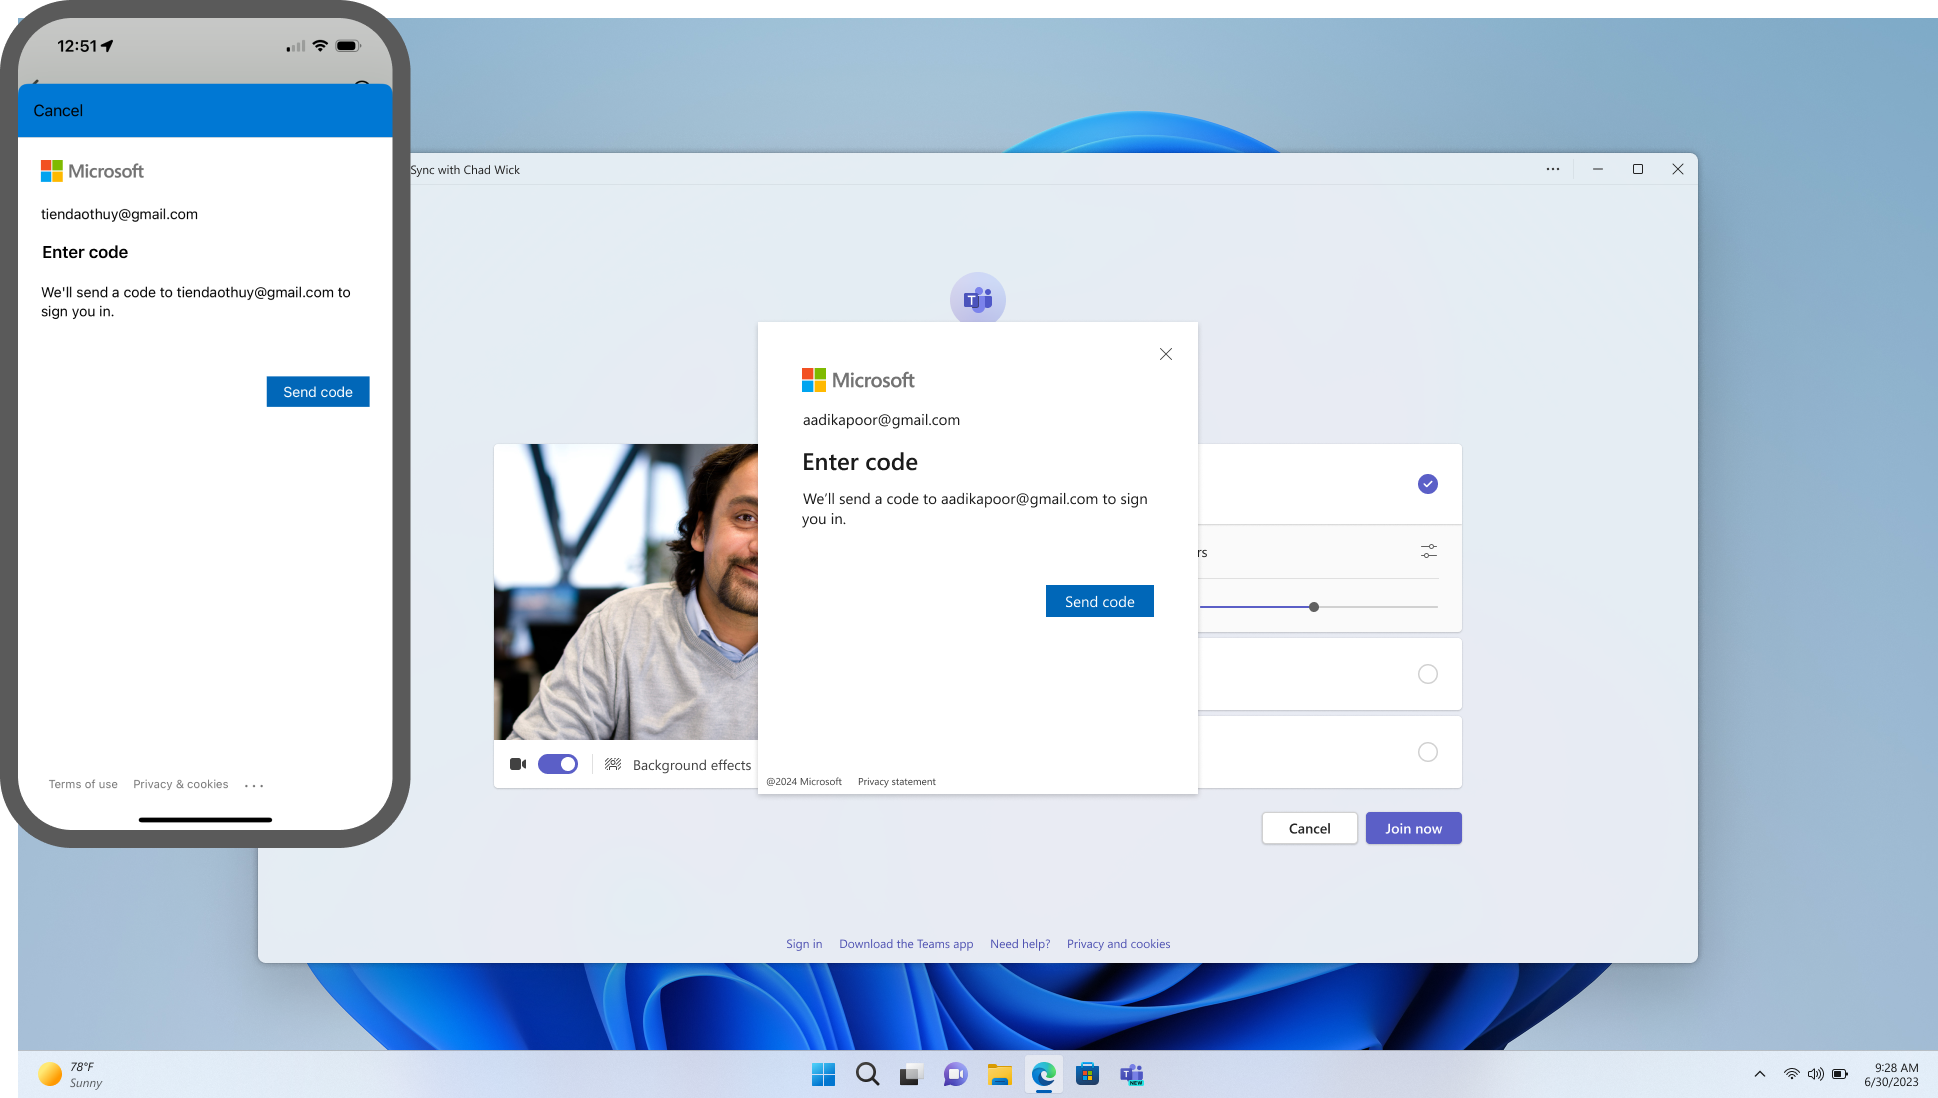 12:51
Cancel
Microsoft
tiendaothuy@gmail.com
Enter code
We'll send a code to tiendaothuy@gmail.com to
sign you in.
Send code
Terms of use Privacy & cookies ...
Sync with Chad Wick
Microsoft
aadikapoor@gmail.com
Enter code
We'll send a code to aadikapoor@gmail.com to sign
you in.
Send code
@2024 Microsoft Privacy statement
rs
Background effects
Cancel Join now
Sign in Download the Teams app Need help? Privacy and cookies
78°F
Sunny
NEW
9:28 AM
6/30/2023